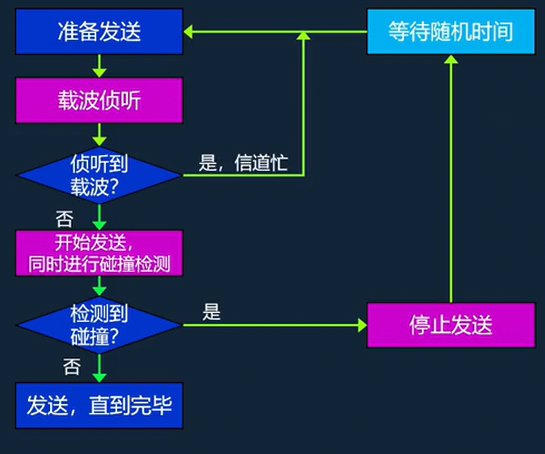 准备发送
等待随机时间
载波侦听
侦听到
载波?
是，信道忙
否
开始发送，
同时进行碰撞检测
检测到
碰撞?
是
停止发送
否
发送，直到完毕